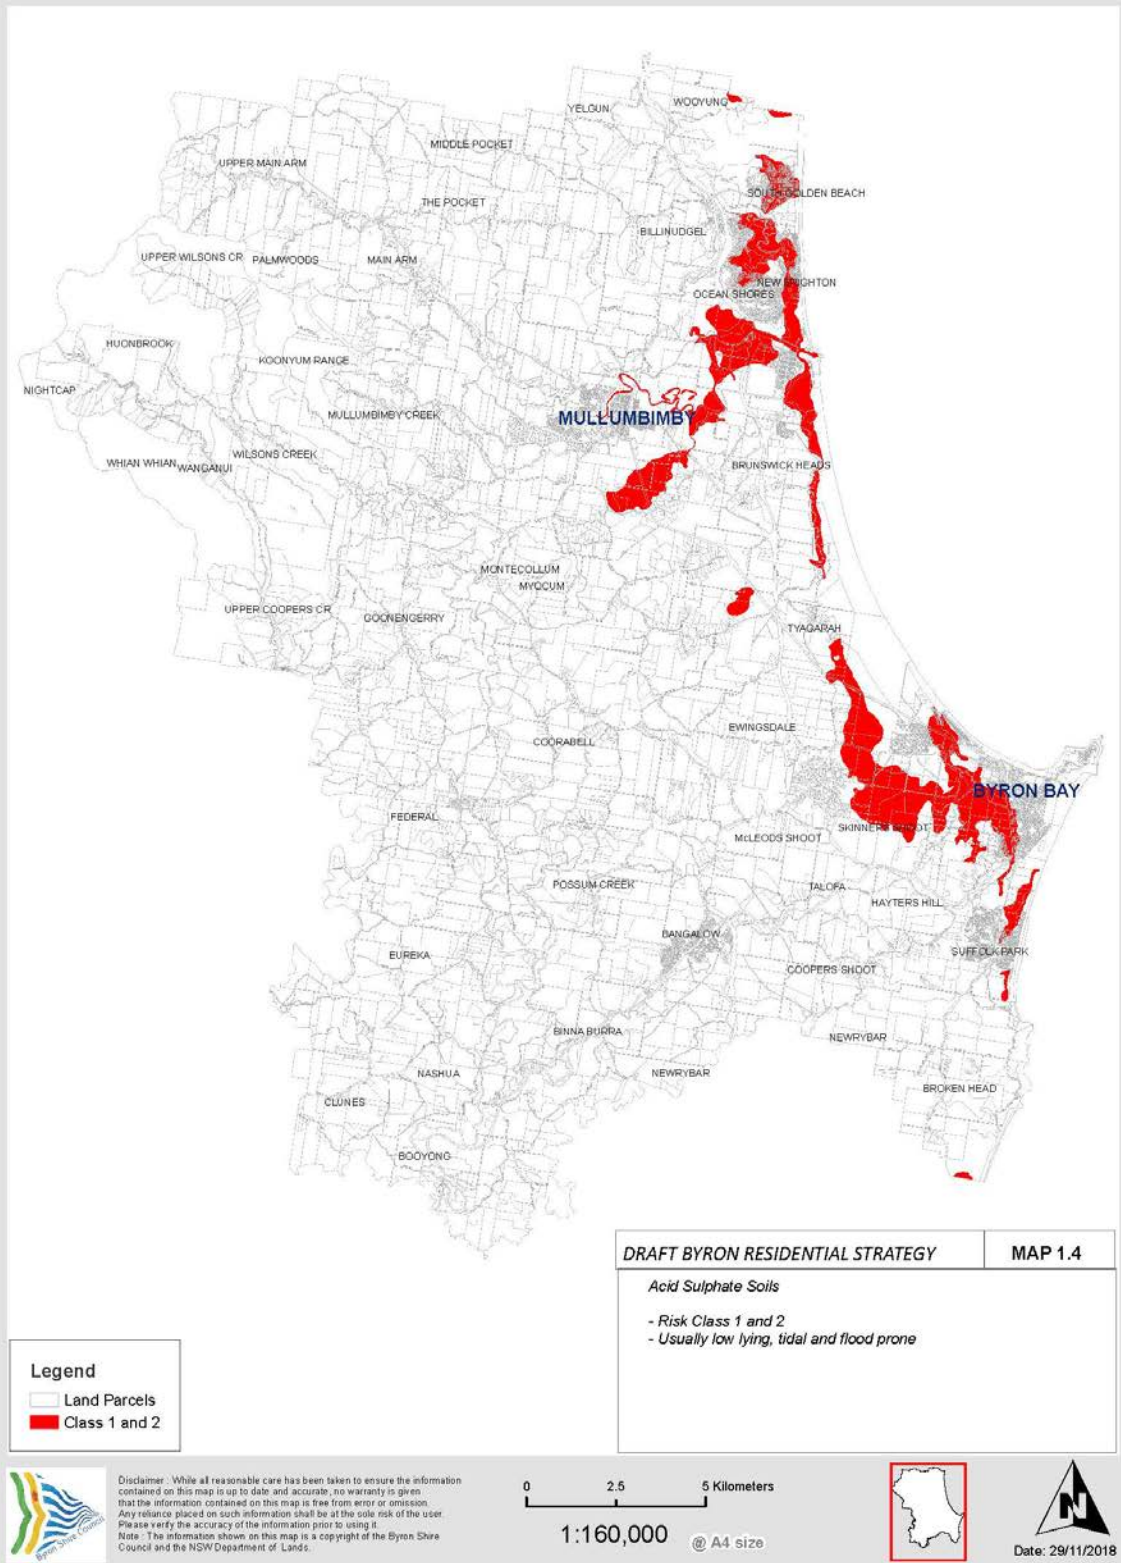 YELGUN
WOOYUNG
MIDDLE POCKET
UPPER MAIN ARM
SOUTH GOLDEN BEACH
THE POCKET
BILLINUDGEL
UPPER WILSONS CR
PALMWOODS
MAIN ARM
NEW BRIGHTON
OCEAN SHORES
HUONBROOK
KOONYUM RANGE
NIGHTCAP
MULLUMBIMBY CREEK
MULLUMBIMBY
WILSONS CREEK
WHIAN WHIAN
WANGANUI
BRUNSWICK HEADS
MONTECOLLUM
MYOCUM
UPPER COOPERS CR
GOONENGERRY
TYAGARAH
EWINGSDALE
COORABELL
BYRON BAY
FEDERAL
SKINNERS SHOOT
McLEODS SHOOT
POSSUM CREEK
TALOFA
HAYTERS HILL
BANGALOW
SUFFOLK PARK
EUREKA
COOPERS SHOOT
BINNA BURRA
NEWRYBAR
NASHUA
NEWRYBAR
BROKEN HEAD
CLUNES
BOOYONG
DRAFT BYRON RESIDENTIAL STRATEGY
MAP 1.4
Acid Sulphate Soils
- Risk Class 1 and 2
- Usually low lying, tidal and flood prone
Legend
Land Parcels
Class 1 and 2
Byron Shire Council
Disclaimer : While all reasonable care has been taken to ensure the information
contained on this map is up to date and accurate, no warranty is given
that the information contained on this map is free from error or omission.
Any reliance placed on such information shall be at the sole risk of the user.
Please verify the accuracy of the information prior to using it.
Note : The information shown on this map is a copyright of the Byron Shire
Council and the NSW Department of Lands.
0 2.5 5 Kilometers
1:160,000 @ A4 size
N
Date: 29/11/2018